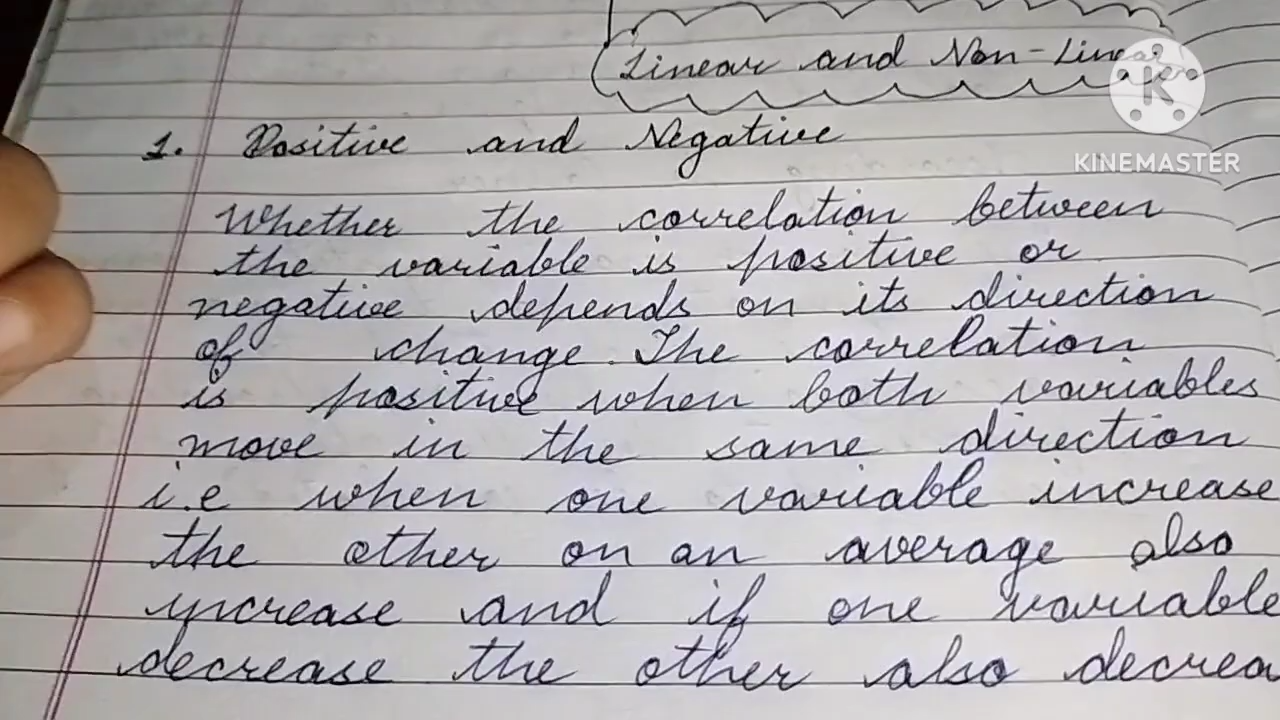 Linear and Non-Linear
KINEMASTER
1. Positive and Negative
Whether the correlation between
the variable is positive or
negative depends on its direction
of change. The correlation
is positive when both variables
move in the same direction
i.e when one variable increase
the other on an average also
increase and if one variable
decrease the other also decrea